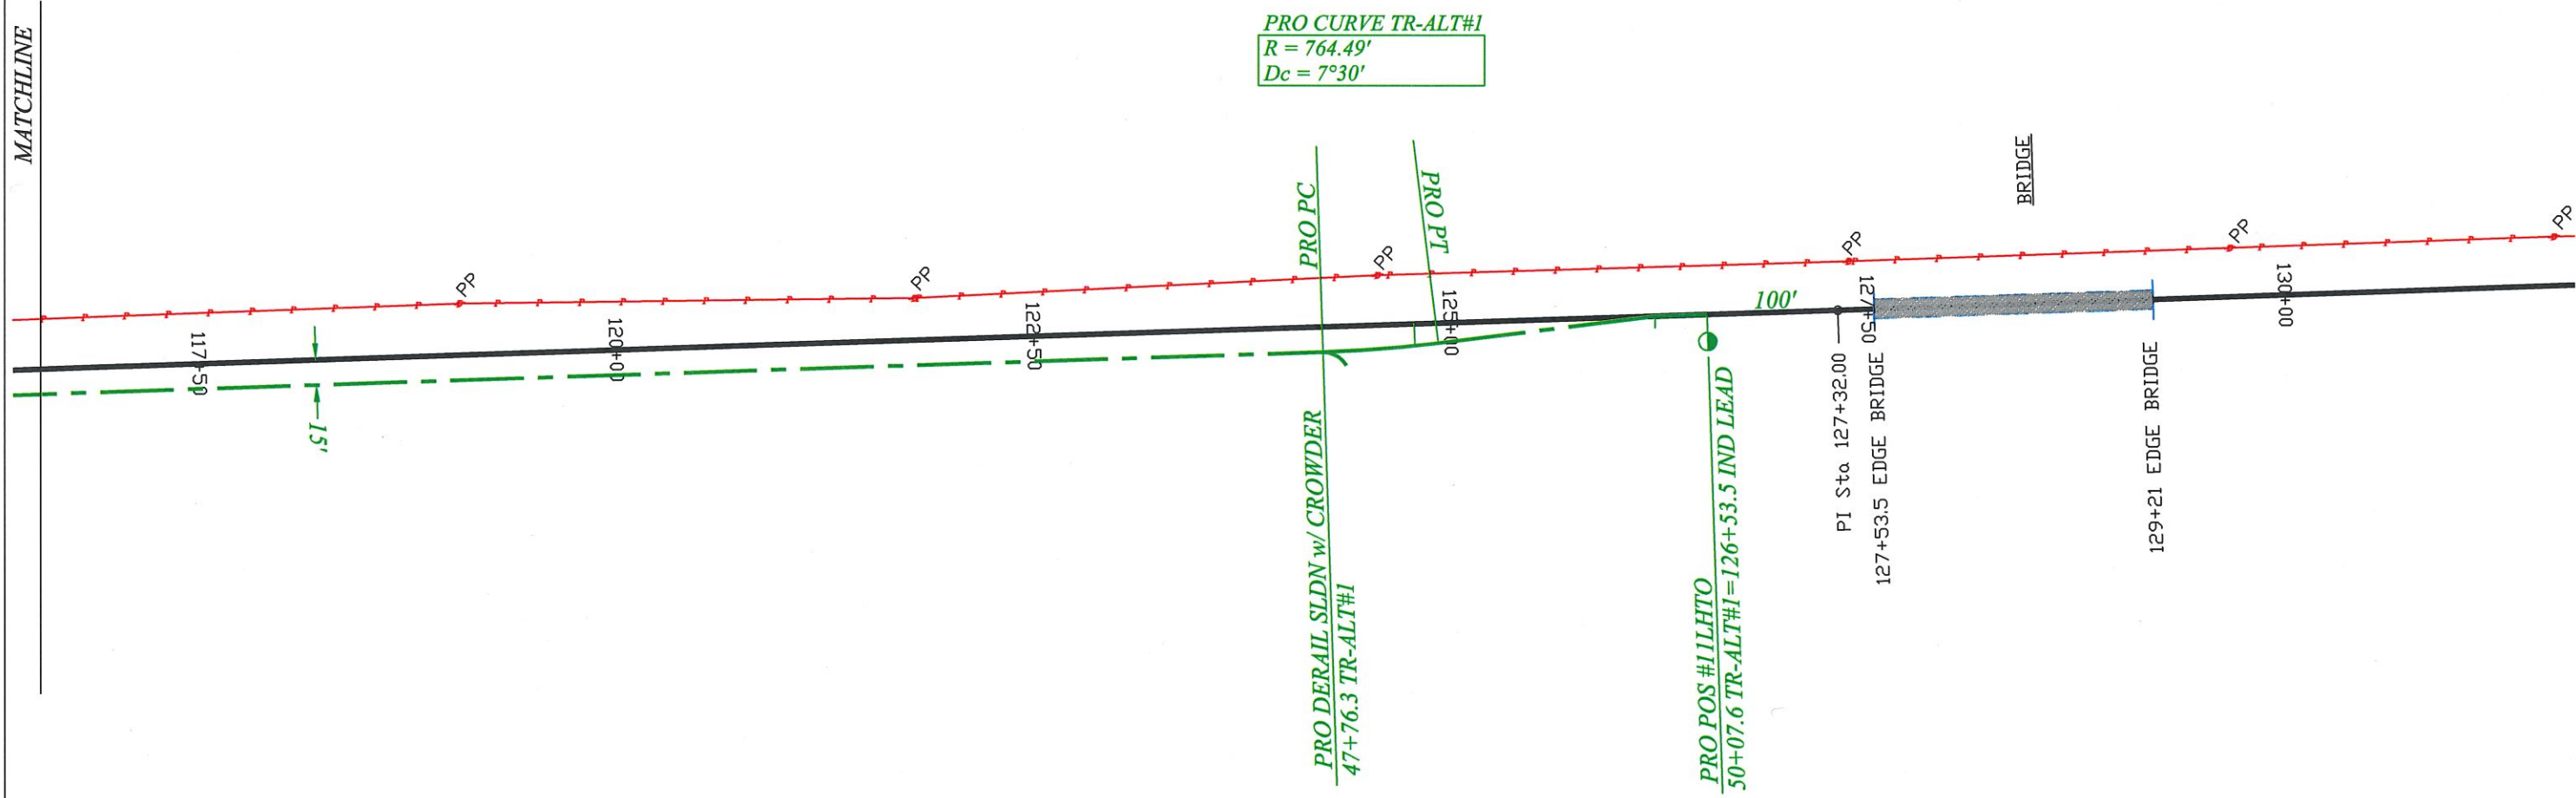 MATCHLINE
PRO CURVE TR-ALT#1
R = 764.49'
Dc = 7°30'
PRO PC
PRO PT
BRIDGE
PP
PP
PP
PP
PP
PP
117+50
120+00
122+50
125+00
127+50
130+00
100'
15'
PRO DERAIL SLDN w/ CROWDER
47+76.3 TR-ALT#1
PRO POS #11LHTO
50+07.6 TR-ALT#1=126+53.5 IND LEAD
PI Sta 127+32.00
127+53.5 EDGE BRIDGE
129+21 EDGE BRIDGE